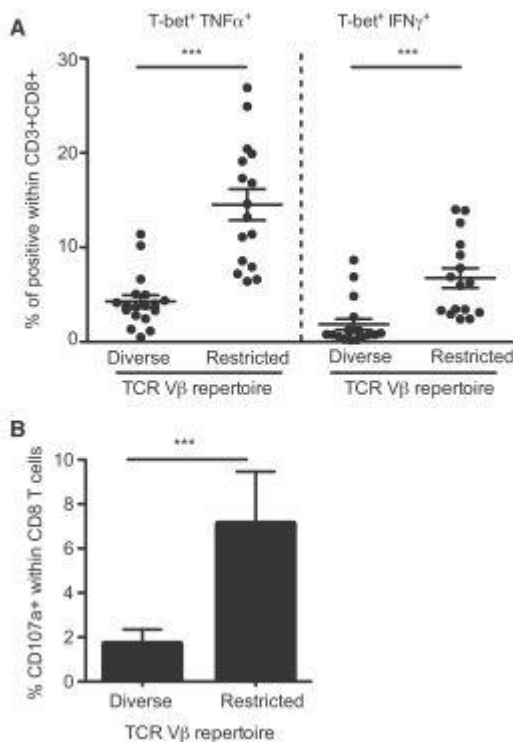 A
T-bet⁺ TNFα⁺
T-bet⁺ IFNγ⁺
***
***
% of positive within CD3+CD8+
30
20
10
0
Diverse
Restricted
Diverse
Restricted
TCR Vβ repertoire
TCR Vβ repertoire
B
***
% CD107a+ within CD8 T cells
10
8
6
4
2
0
Diverse
Restricted
TCR Vβ repertoire